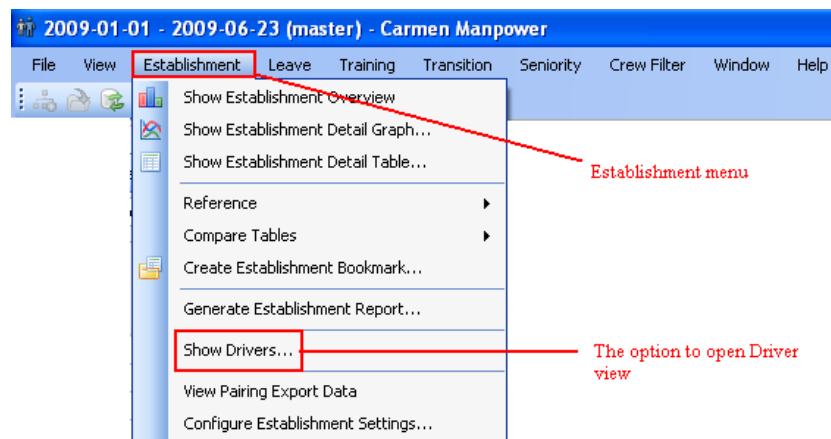 2009-01-01 - 2009-06-23 (master) - Carmen Manpower
File View Establishment Leave Training Transition Seniority Crew Filter Window Help
Show Establishment Overview
Show Establishment Detail Graph...
Show Establishment Detail Table...
Establishment menu
Reference
Compare Tables
Create Establishment Bookmark...
Generate Establishment Report...
Show Drivers...
The option to open Driver
view
View Pairing Export Data
Configure Establishment Settings...